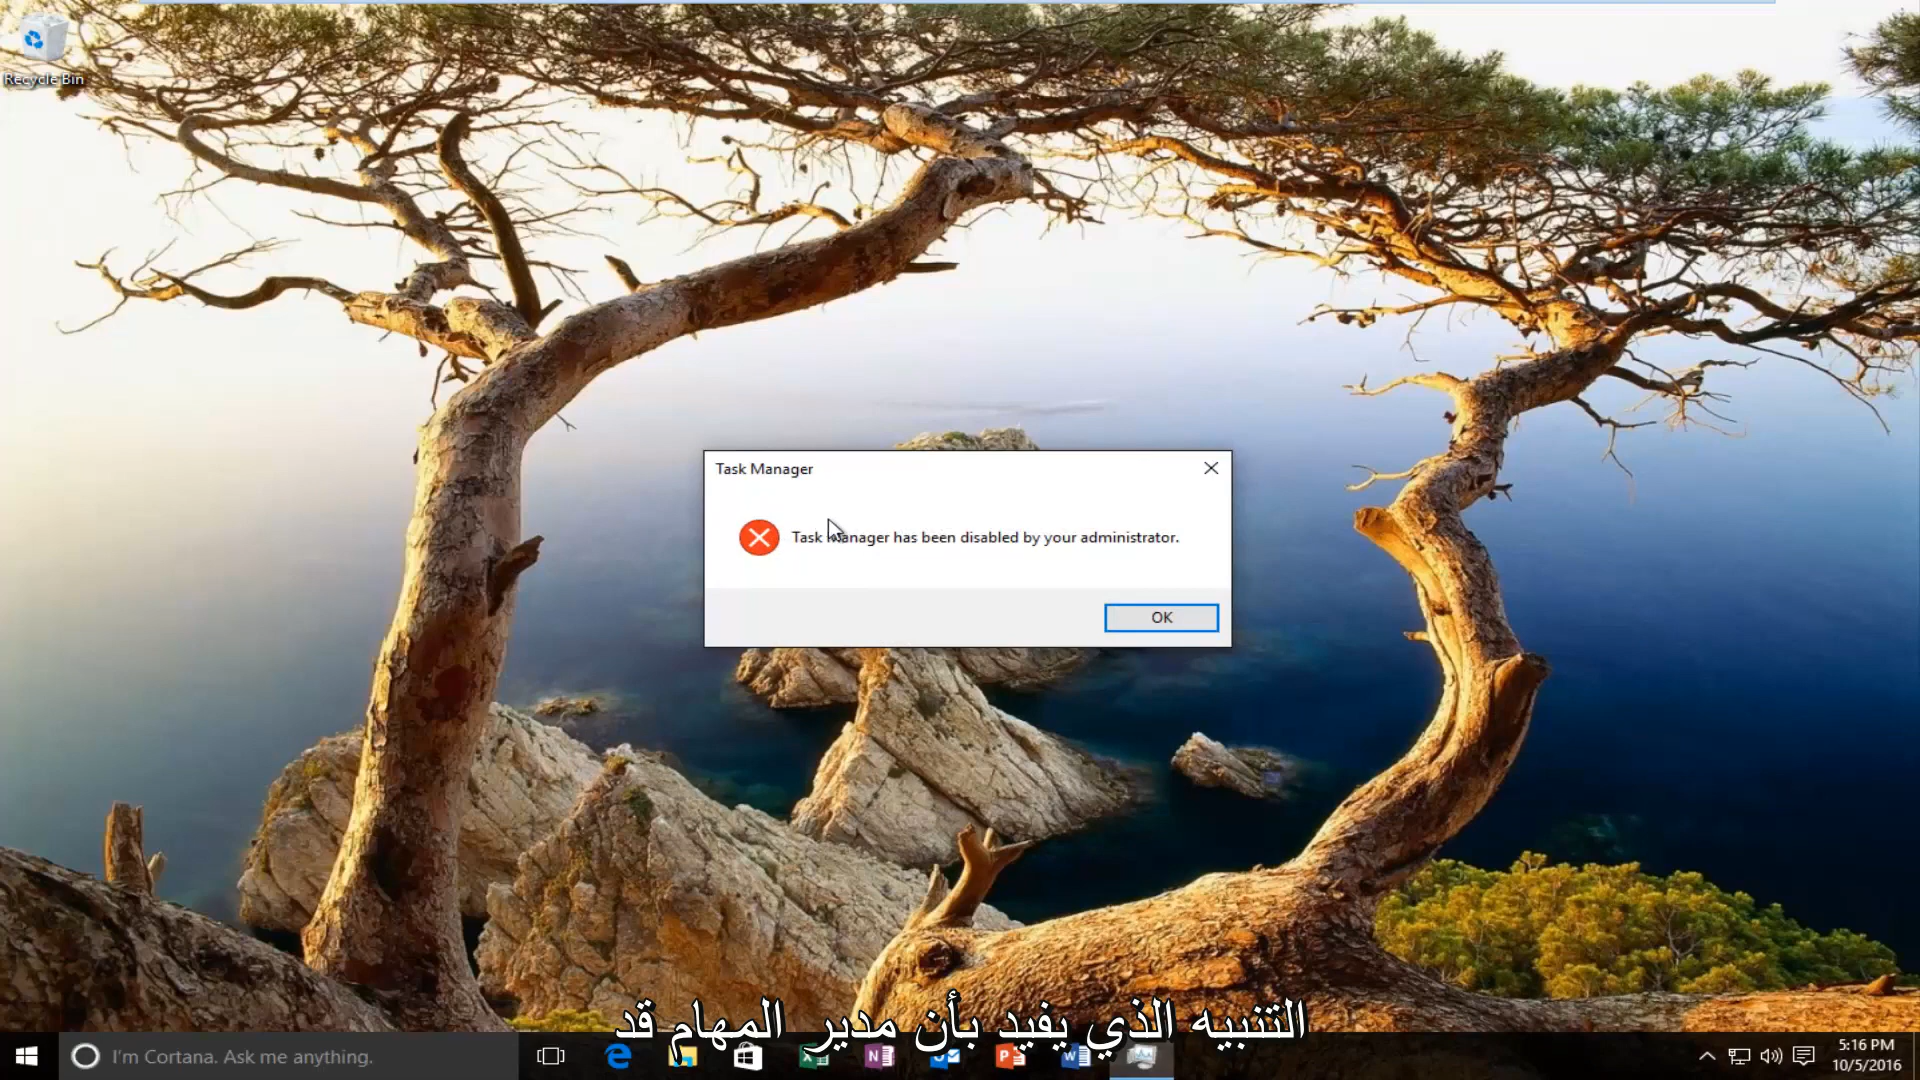 Recycle Bin
Task Manager
Task Manager has been disabled by your administrator.
OK
التنبيه الذي يفيد بأن مدير المهام قد
I'm Cortana. Ask me anything.
5:16 PM
10/5/2016